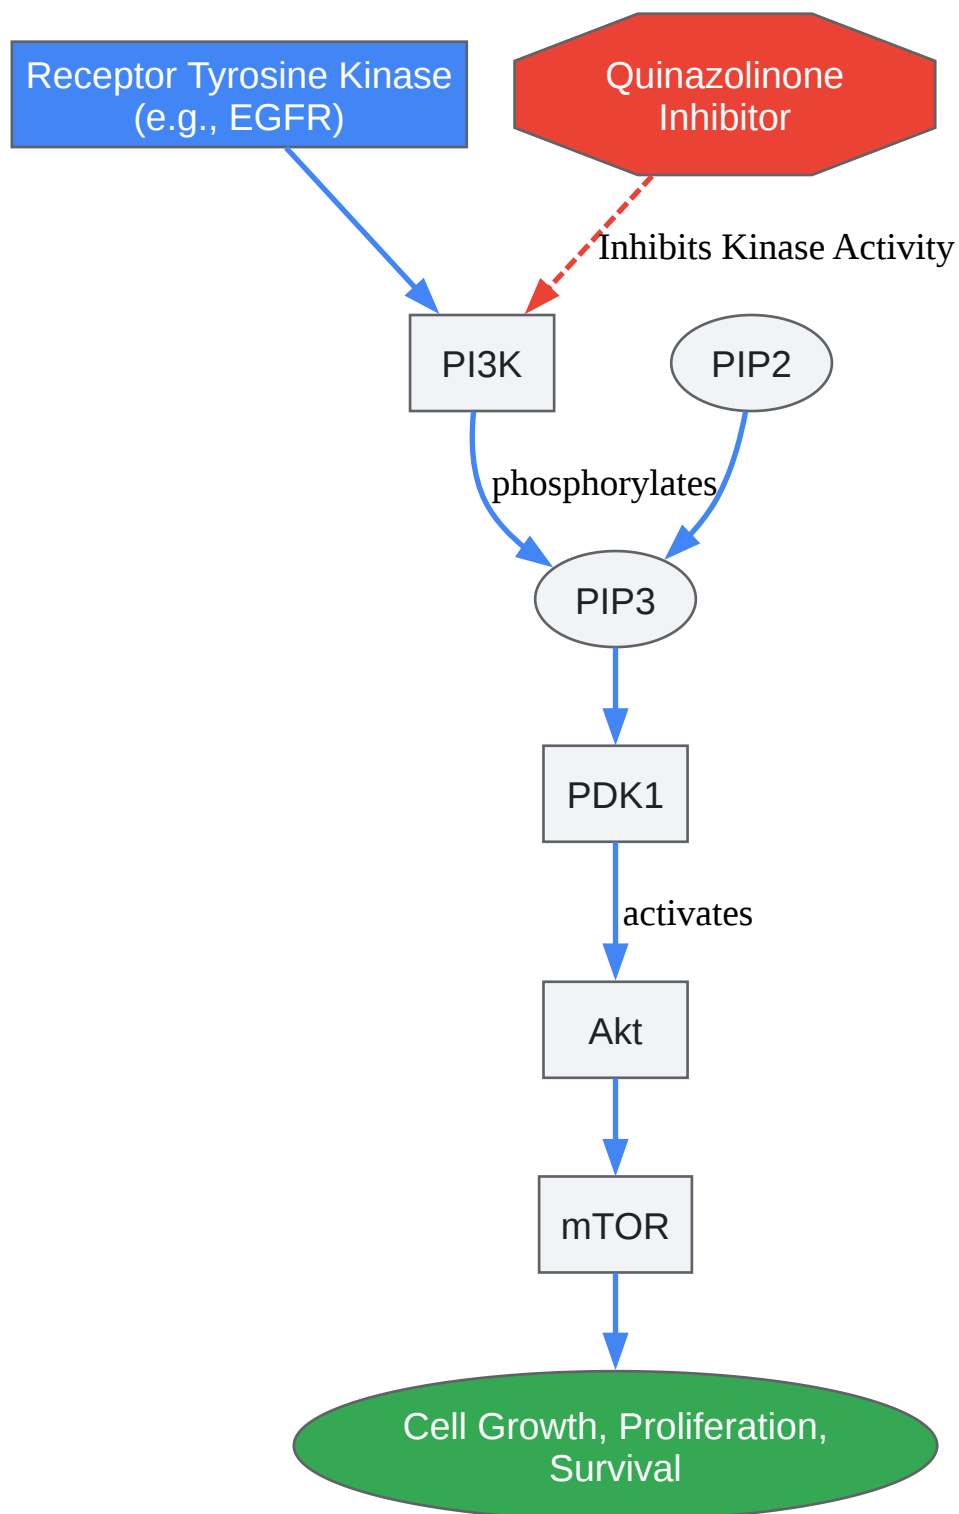 Receptor Tyrosine Kinase
(e.g., EGFR)
Quinazolinone
Inhibitor
Inhibits Kinase Activity
PI3K
PIP2
phosphorylates
PIP3
PDK1
activates
Akt
mTOR
Cell Growth, Proliferation,
Survival